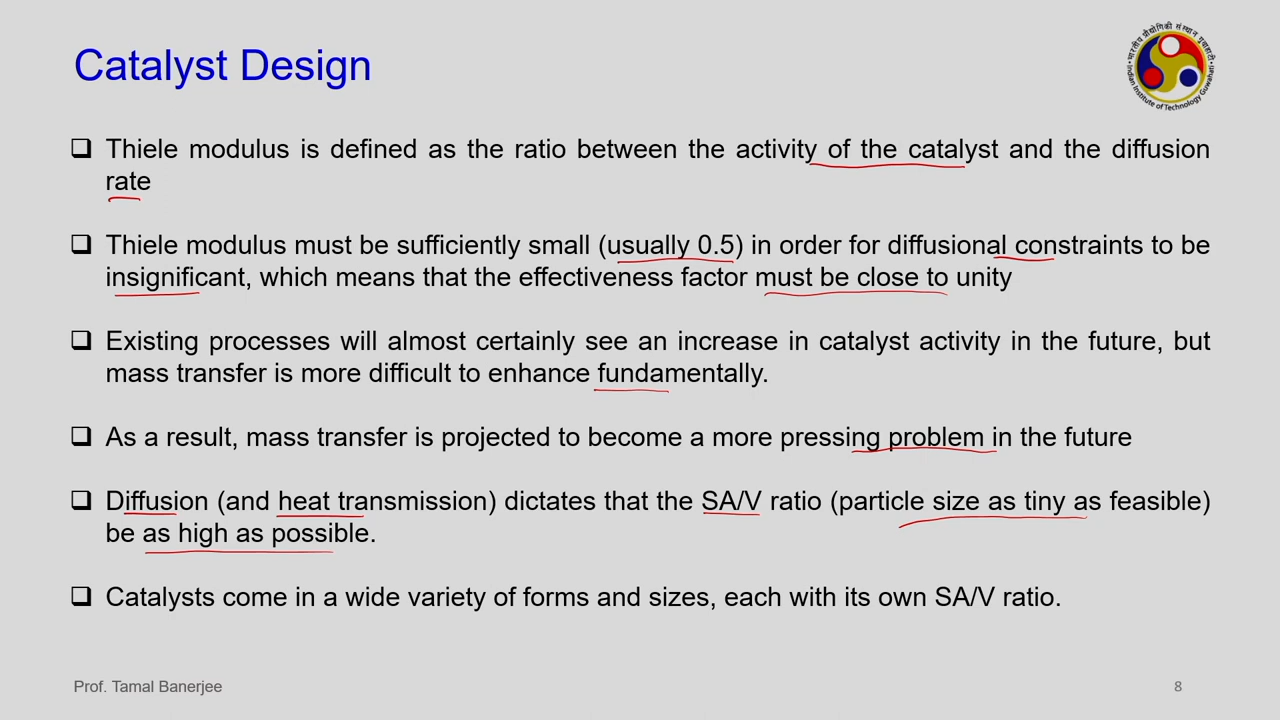 Catalyst Design
भारतीय प्रौद्योगिकी संस्थान गुवाहाटी
Indian Institute of Technology Guwahati
Thiele modulus is defined as the ratio between the activity of the catalyst and the diffusion
rate
Thiele modulus must be sufficiently small (usually 0.5) in order for diffusional constraints to be
insignificant, which means that the effectiveness factor must be close to unity
Existing processes will almost certainly see an increase in catalyst activity in the future, but
mass transfer is more difficult to enhance fundamentally.
As a result, mass transfer is projected to become a more pressing problem in the future
Diffusion (and heat transmission) dictates that the SA/V ratio (particle size as tiny as feasible)
be as high as possible.
Catalysts come in a wide variety of forms and sizes, each with its own SA/V ratio.
Prof. Tamal Banerjee
8